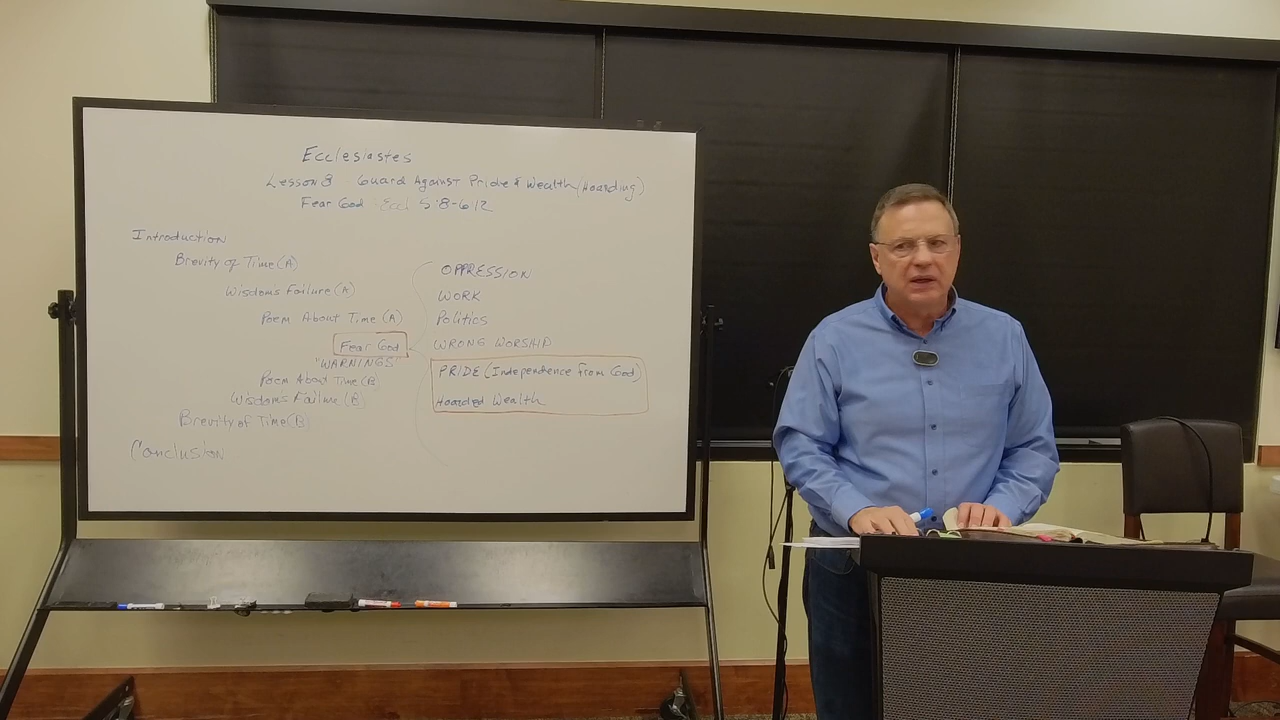 Ecclesiastes
Lesson 8 Guard Against Pride & Wealth (Hoarding)
Fear God Eccl 5:8-6:12
Introduction
Brevity of Time (A)
Wisdoms Failure (A)
Poem About Time (A)
Fear God
"WARNINGS"
Poem About Time (B)
Wisdoms Failure (B)
Brevity of Time (B)
Conclusion
OPPRESSION
WORK
Politics
WRONG WORSHIP
PRIDE (Independence From God)
Hoarded Wealth